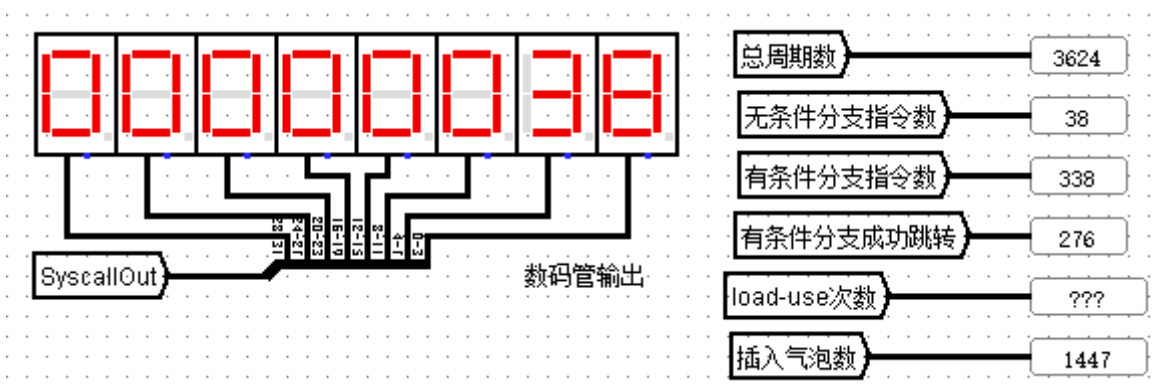 00000038
28-31
24-27
20-23
16-19
12-15
8-11
4-7
0-3
SyscallOut
数码管输出
总周期数 3624
无条件分支指令数 38
有条件分支指令数 338
有条件分支成功跳转 276
load-use次数 ???
插入气泡数 1447